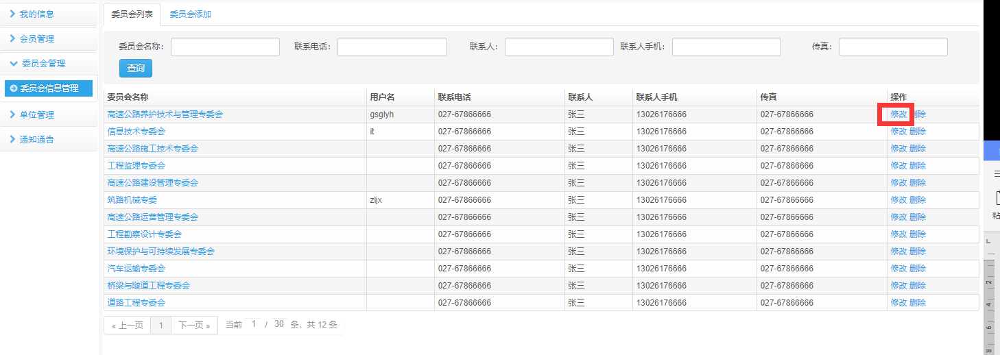 我的信息
会员管理
委员会管理
委员会信息管理
单位管理
通知通告
委员会列表 委员会添加
委员会名称: 联系电话: 联系人: 联系人手机: 传真:
查询
委员会名称 用户名 联系电话 联系人 联系人手机 传真 操作
高速公路养护技术与管理专委会 gsglyh 027-67866666 张三 13026176666 027-67866666 修改 删除
信息技术专委会 it 027-67866666 张三 13026176666 027-67866666 修改 删除
高速公路施工技术专委会 027-67866666 张三 13026176666 027-67866666 修改 删除
工程监理专委会 027-67866666 张三 13026176666 027-67866666 修改 删除
高速公路建设管理专委会 027-67866666 张三 13026176666 027-67866666 修改 删除
筑路机械专委 zljx 027-67866666 张三 13026176666 027-67866666 修改 删除
高速公路运营管理专委会 027-67866666 张三 13026176666 027-67866666 修改 删除
工程勘察设计专委会 027-67866666 张三 13026176666 027-67866666 修改 删除
环境保护与可持续发展专委会 027-67866666 张三 13026176666 027-67866666 修改 删除
汽车运输专委会 027-67866666 张三 13026176666 027-67866666 修改 删除
桥梁与隧道工程专委会 027-67866666 张三 13026176666 027-67866666 修改 删除
道路工程专委会 027-67866666 张三 13026176666 027-67866666 修改 删除
« 上一页 1 下一页 » 当前 1 / 30 条，共 12 条
粘
2
4
6
8